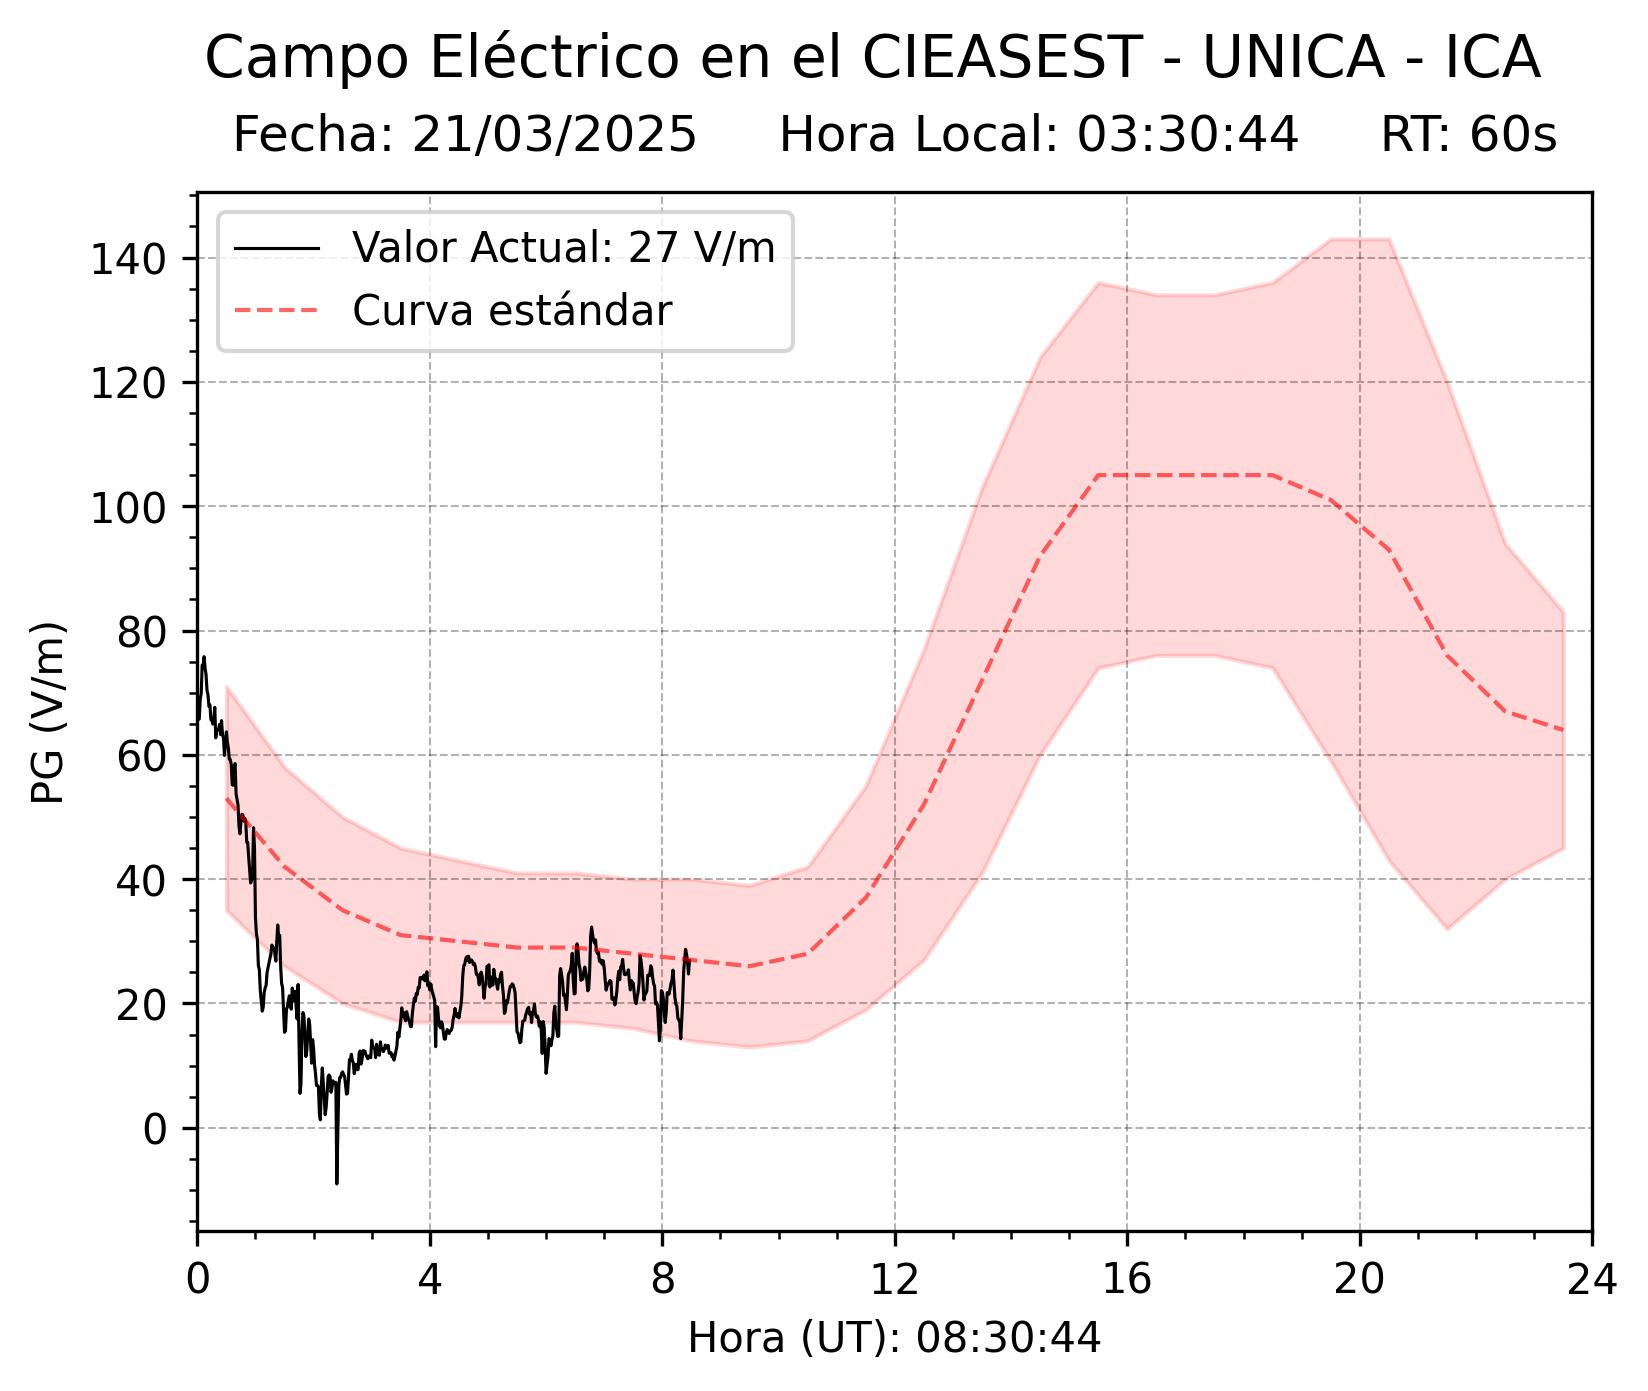 Campo Eléctrico en el CIEASEST - UNICA - ICA
Fecha: 21/03/2025 Hora Local: 03:30:44 RT: 60s
Valor Actual: 27 V/m
Curva estándar
140
120
100
80
60
40
20
0
PG (V/m)
0 4 8 12 16 20 24
Hora (UT): 08:30:44